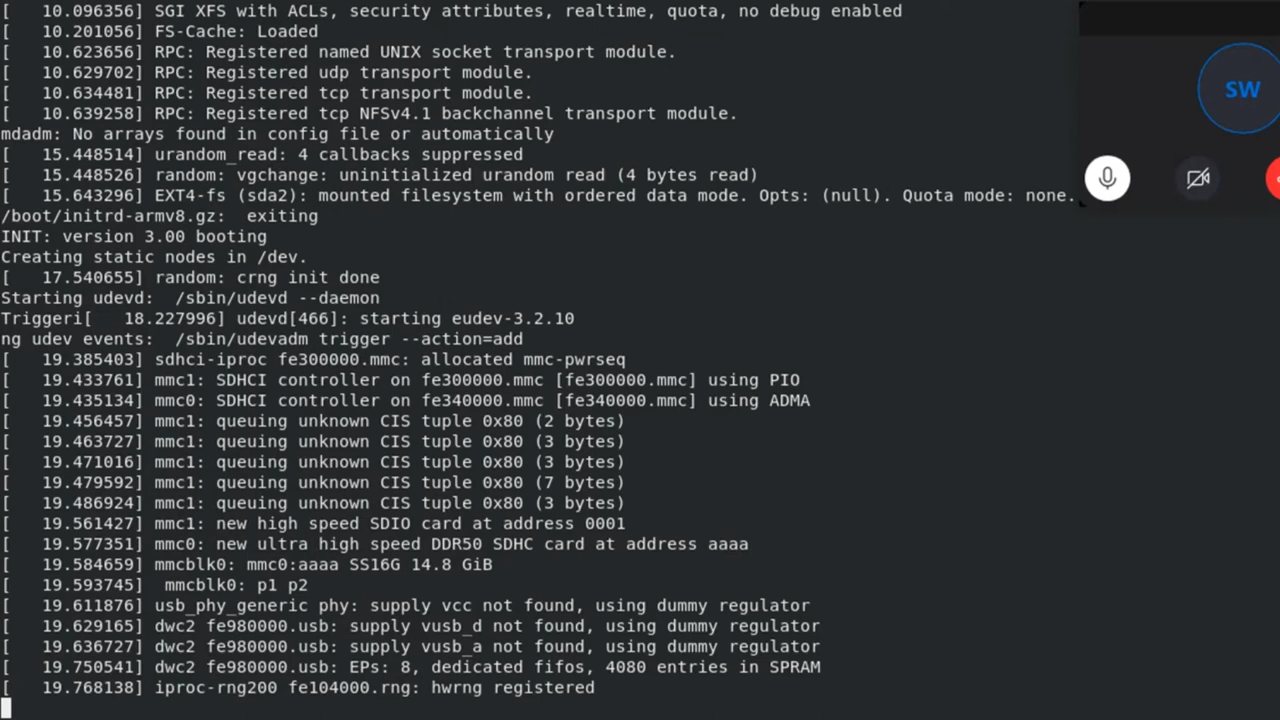 [   10.096356] SGI XFS with ACLs, security attributes, realtime, quota, no debug enabled
[   10.201056] FS-Cache: Loaded
[   10.623656] RPC: Registered named UNIX socket transport module.
[   10.629702] RPC: Registered udp transport module.
[   10.634481] RPC: Registered tcp transport module.
[   10.639258] RPC: Registered tcp NFSv4.1 backchannel transport module.
mdadm: No arrays found in config file or automatically
[   15.448514] urandom_read: 4 callbacks suppressed
[   15.448526] random: vgchange: uninitialized urandom read (4 bytes read)
[   15.643296] EXT4-fs (sda2): mounted filesystem with ordered data mode. Opts: (null). Quota mode: none.
/boot/initrd-armv8.gz:  exiting
INIT: version 3.00 booting
Creating static nodes in /dev.
[   17.540655] random: crng init done
Starting udevd:  /sbin/udevd --daemon
Triggeri[   18.227996] udevd[466]: starting eudev-3.2.10
ng udev events:  /sbin/udevadm trigger --action=add
[   19.385403] sdhci-iproc fe300000.mmc: allocated mmc-pwrseq
[   19.433761] mmc1: SDHCI controller on fe300000.mmc [fe300000.mmc] using PIO
[   19.435134] mmc0: SDHCI controller on fe340000.mmc [fe340000.mmc] using ADMA
[   19.456457] mmc1: queuing unknown CIS tuple 0x80 (2 bytes)
[   19.463727] mmc1: queuing unknown CIS tuple 0x80 (3 bytes)
[   19.471016] mmc1: queuing unknown CIS tuple 0x80 (3 bytes)
[   19.479592] mmc1: queuing unknown CIS tuple 0x80 (7 bytes)
[   19.486924] mmc1: queuing unknown CIS tuple 0x80 (3 bytes)
[   19.561427] mmc1: new high speed SDIO card at address 0001
[   19.577351] mmc0: new ultra high speed DDR50 SDHC card at address aaaa
[   19.584659] mmcblk0: mmc0:aaaa SS16G 14.8 GiB
[   19.593745]  mmcblk0: p1 p2
[   19.611876] usb_phy_generic phy: supply vcc not found, using dummy regulator
[   19.629165] dwc2 fe980000.usb: supply vusb_d not found, using dummy regulator
[   19.636727] dwc2 fe980000.usb: supply vusb_a not found, using dummy regulator
[   19.750541] dwc2 fe980000.usb: EPs: 8, dedicated fifos, 4080 entries in SPRAM
[   19.768138] iproc-rng200 fe104000.rng: hwrng registered
SW